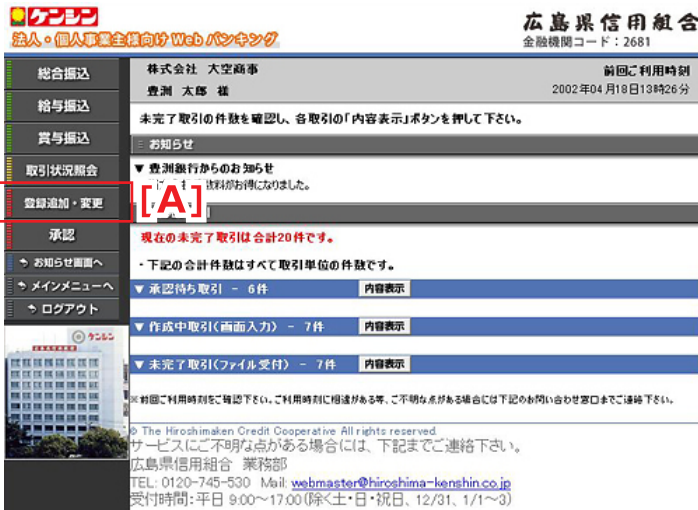 ケンシン
法人・個人事業主様向け Web バンキング
広島県信用組合
金融機関コード:2681
総合振込
給与振込
賞与振込
取引状況照会
登録追加・変更
承認
お知らせ画面へ
メインメニューへ
ログアウト
ケンシン
株式会社 大空商事
豊洲 太郎 様
前回ご利用時刻
2002年04月18日13時26分
未完了取引の件数を確認し、各取引の「内容表示」ボタンを押して下さい。
お知らせ
▼ 豊洲銀行からのお知らせ
数料がお得になりました。
[A]
現在の未完了取引は合計20件です。
・下記の合計件数はすべて取引単位の件数です。
▼ 承認待ち取引 - 6件 内容表示
▼ 作成中取引(画面入力) - 7件 内容表示
▼ 未完了取引(ファイル受付) - 7件 内容表示
※前回ご利用時刻をご確認下さい。ご利用時刻に相違がある等、ご不明な点がある場合には下記のお問い合わせ窓口までご連絡下さい。
© The Hiroshimaken Credit Cooperative All rights reserved
サービスにご不明な点がある場合には、下記までご連絡下さい。
広島県信用組合 業務部
TEL: 0120-745-530 Mail: webmaster@hiroshima-kenshin.co.jp
受付時間:平日 9:00〜17:00(除く土・日・祝日、12/31、1/1〜3)